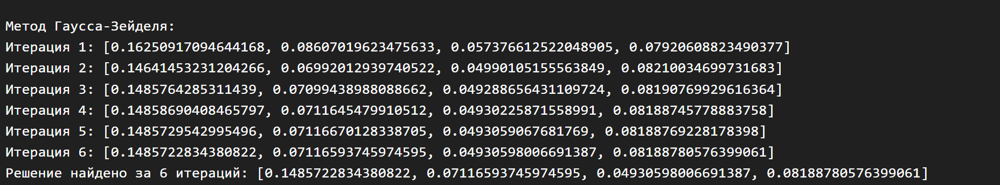 Метод Гаусса-Зейделя:
Итерация 1: [0.16250917094644168, 0.08607019623475633, 0.057376612522048905, 0.07920608823490377]
Итерация 2: [0.14641453231204266, 0.06992012939740522, 0.04990105155563849, 0.08210034699731683]
Итерация 3: [0.1485764285311439, 0.07099438988088662, 0.049288656431109724, 0.08190769929616364]
Итерация 4: [0.14858690408465797, 0.0711645479910512, 0.04930225871558991, 0.08188745778883758]
Итерация 5: [0.1485729542995496, 0.07116670128338705, 0.0493059067681769, 0.08188769228178398]
Итерация 6: [0.1485722834380822, 0.07116593745974595, 0.04930598006691387, 0.08188780576399061]
Решение найдено за 6 итераций: [0.1485722834380822, 0.07116593745974595, 0.04930598006691387, 0.08188780576399061]